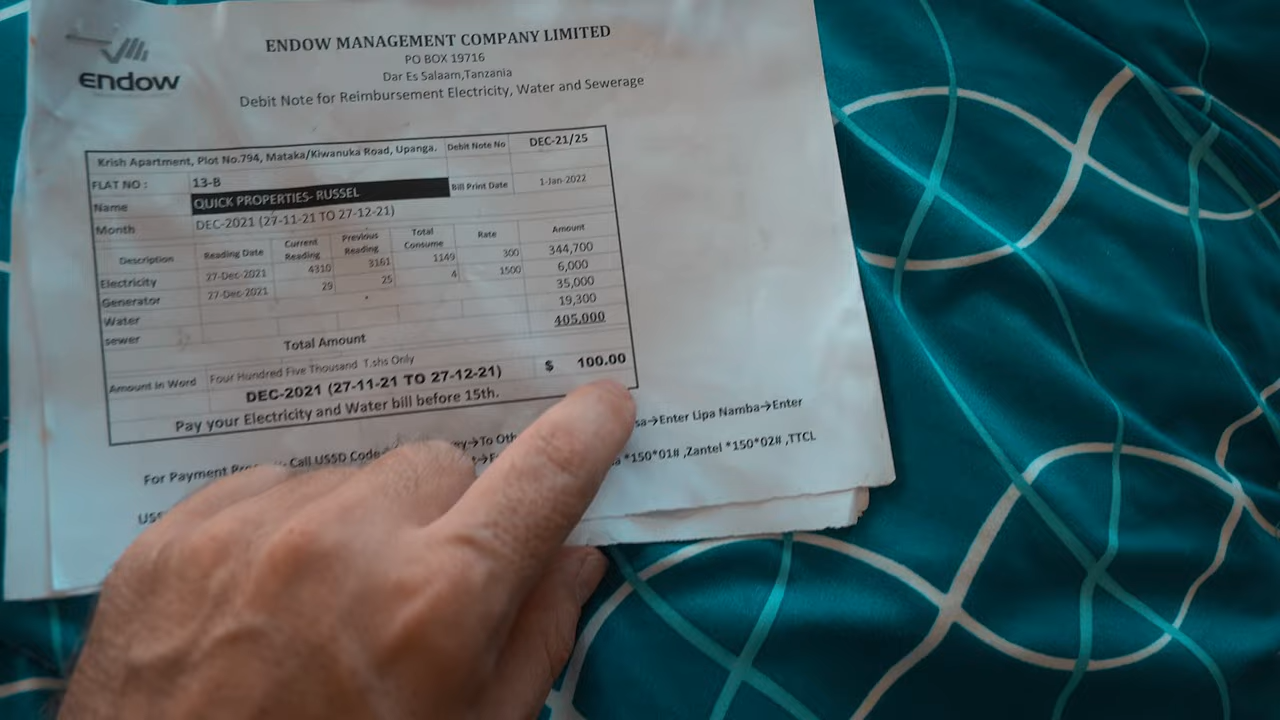 endow
ENDOW MANAGEMENT COMPANY LIMITED
PO BOX 19716
Dar Es Salaam,Tanzania
Debit Note for Reimbursement Electricity, Water and Sewerage
Krish Apartment, Plot No.794, Mataka/Kiwanuka Road, Upanga. Debit Note No DEC-21/25
FLAT NO : 13-B
Name QUICK PROPERTIES- RUSSEL Bill Print Date 1-Jan-2022
Month DEC-2021 (27-11-21 TO 27-12-21)
Description Reading Date Current Reading Previous Reading Total Consume Rate Amount
Electricity 27-Dec-2021 4310 3161 1149 300 344,700
Generator 27-Dec-2021 29 25 4 1500 6,000
Water 35,000
sewer 19,300
Total Amount 405,000
Amount In Word Four Hundred Five Thousand T.shs Only
DEC-2021 (27-11-21 TO 27-12-21) $ 100.00
Pay your Electricity and Water bill before 15th.
For Payment Call USSD Code To sa→Enter Lipa Namba→Enter
*150*01# ,Zantel *150*02# ,TTCL